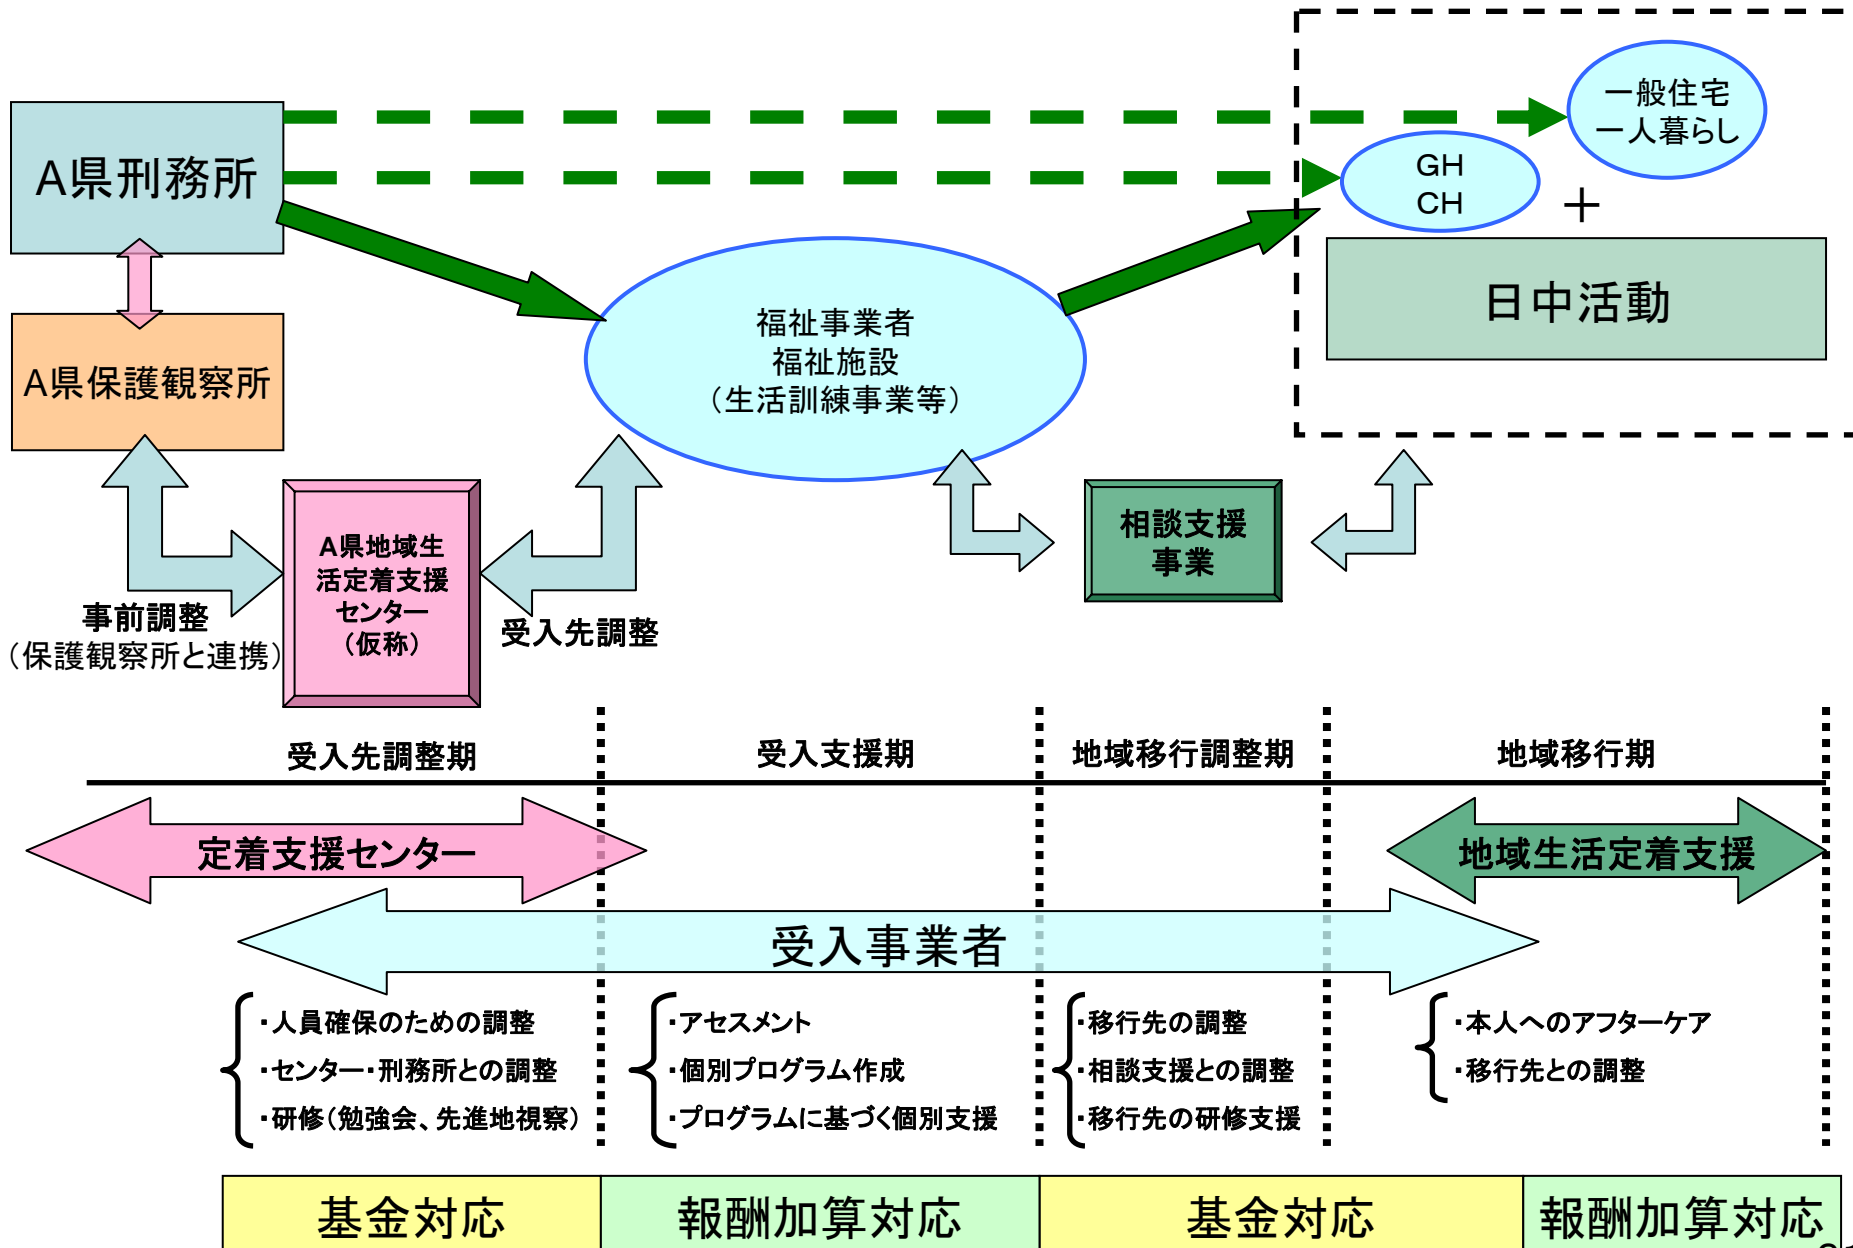 一般住宅
一人暮らし
A県刑務所
GH
CH
＋
日中活動
福祉事業者
福祉施設
（生活訓練事業等）
A県保護観察所
相談支援
事業
A県地域生
活定着支援
センター
（仮称）
事前調整
（保護観察所と連携）
受入先調整
受入先調整期
受入支援期
地域移行調整期
地域移行期
定着支援センター
地域生活定着支援
受入事業者
・人員確保のための調整
・センター・刑務所との調整
・研修（勉強会、先進地視察）
・アセスメント
・個別プログラム作成
・プログラムに基づく個別支援
・移行先の調整
・相談支援との調整
・移行先の研修支援
・本人へのアフターケア
・移行先との調整
基金対応
報酬加算対応
基金対応
報酬加算対応